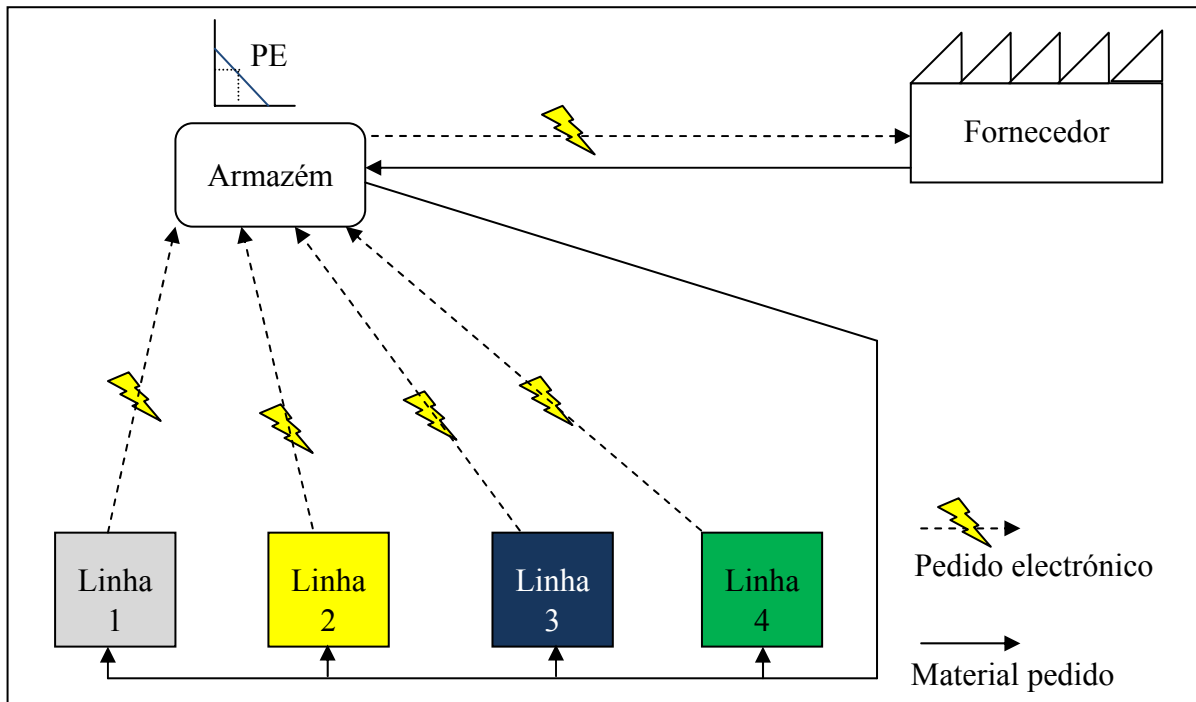 PE
Fornecedor
Armazém
Linha
1
Linha
2
Linha
3
Linha
4
Pedido electrónico
Material pedido